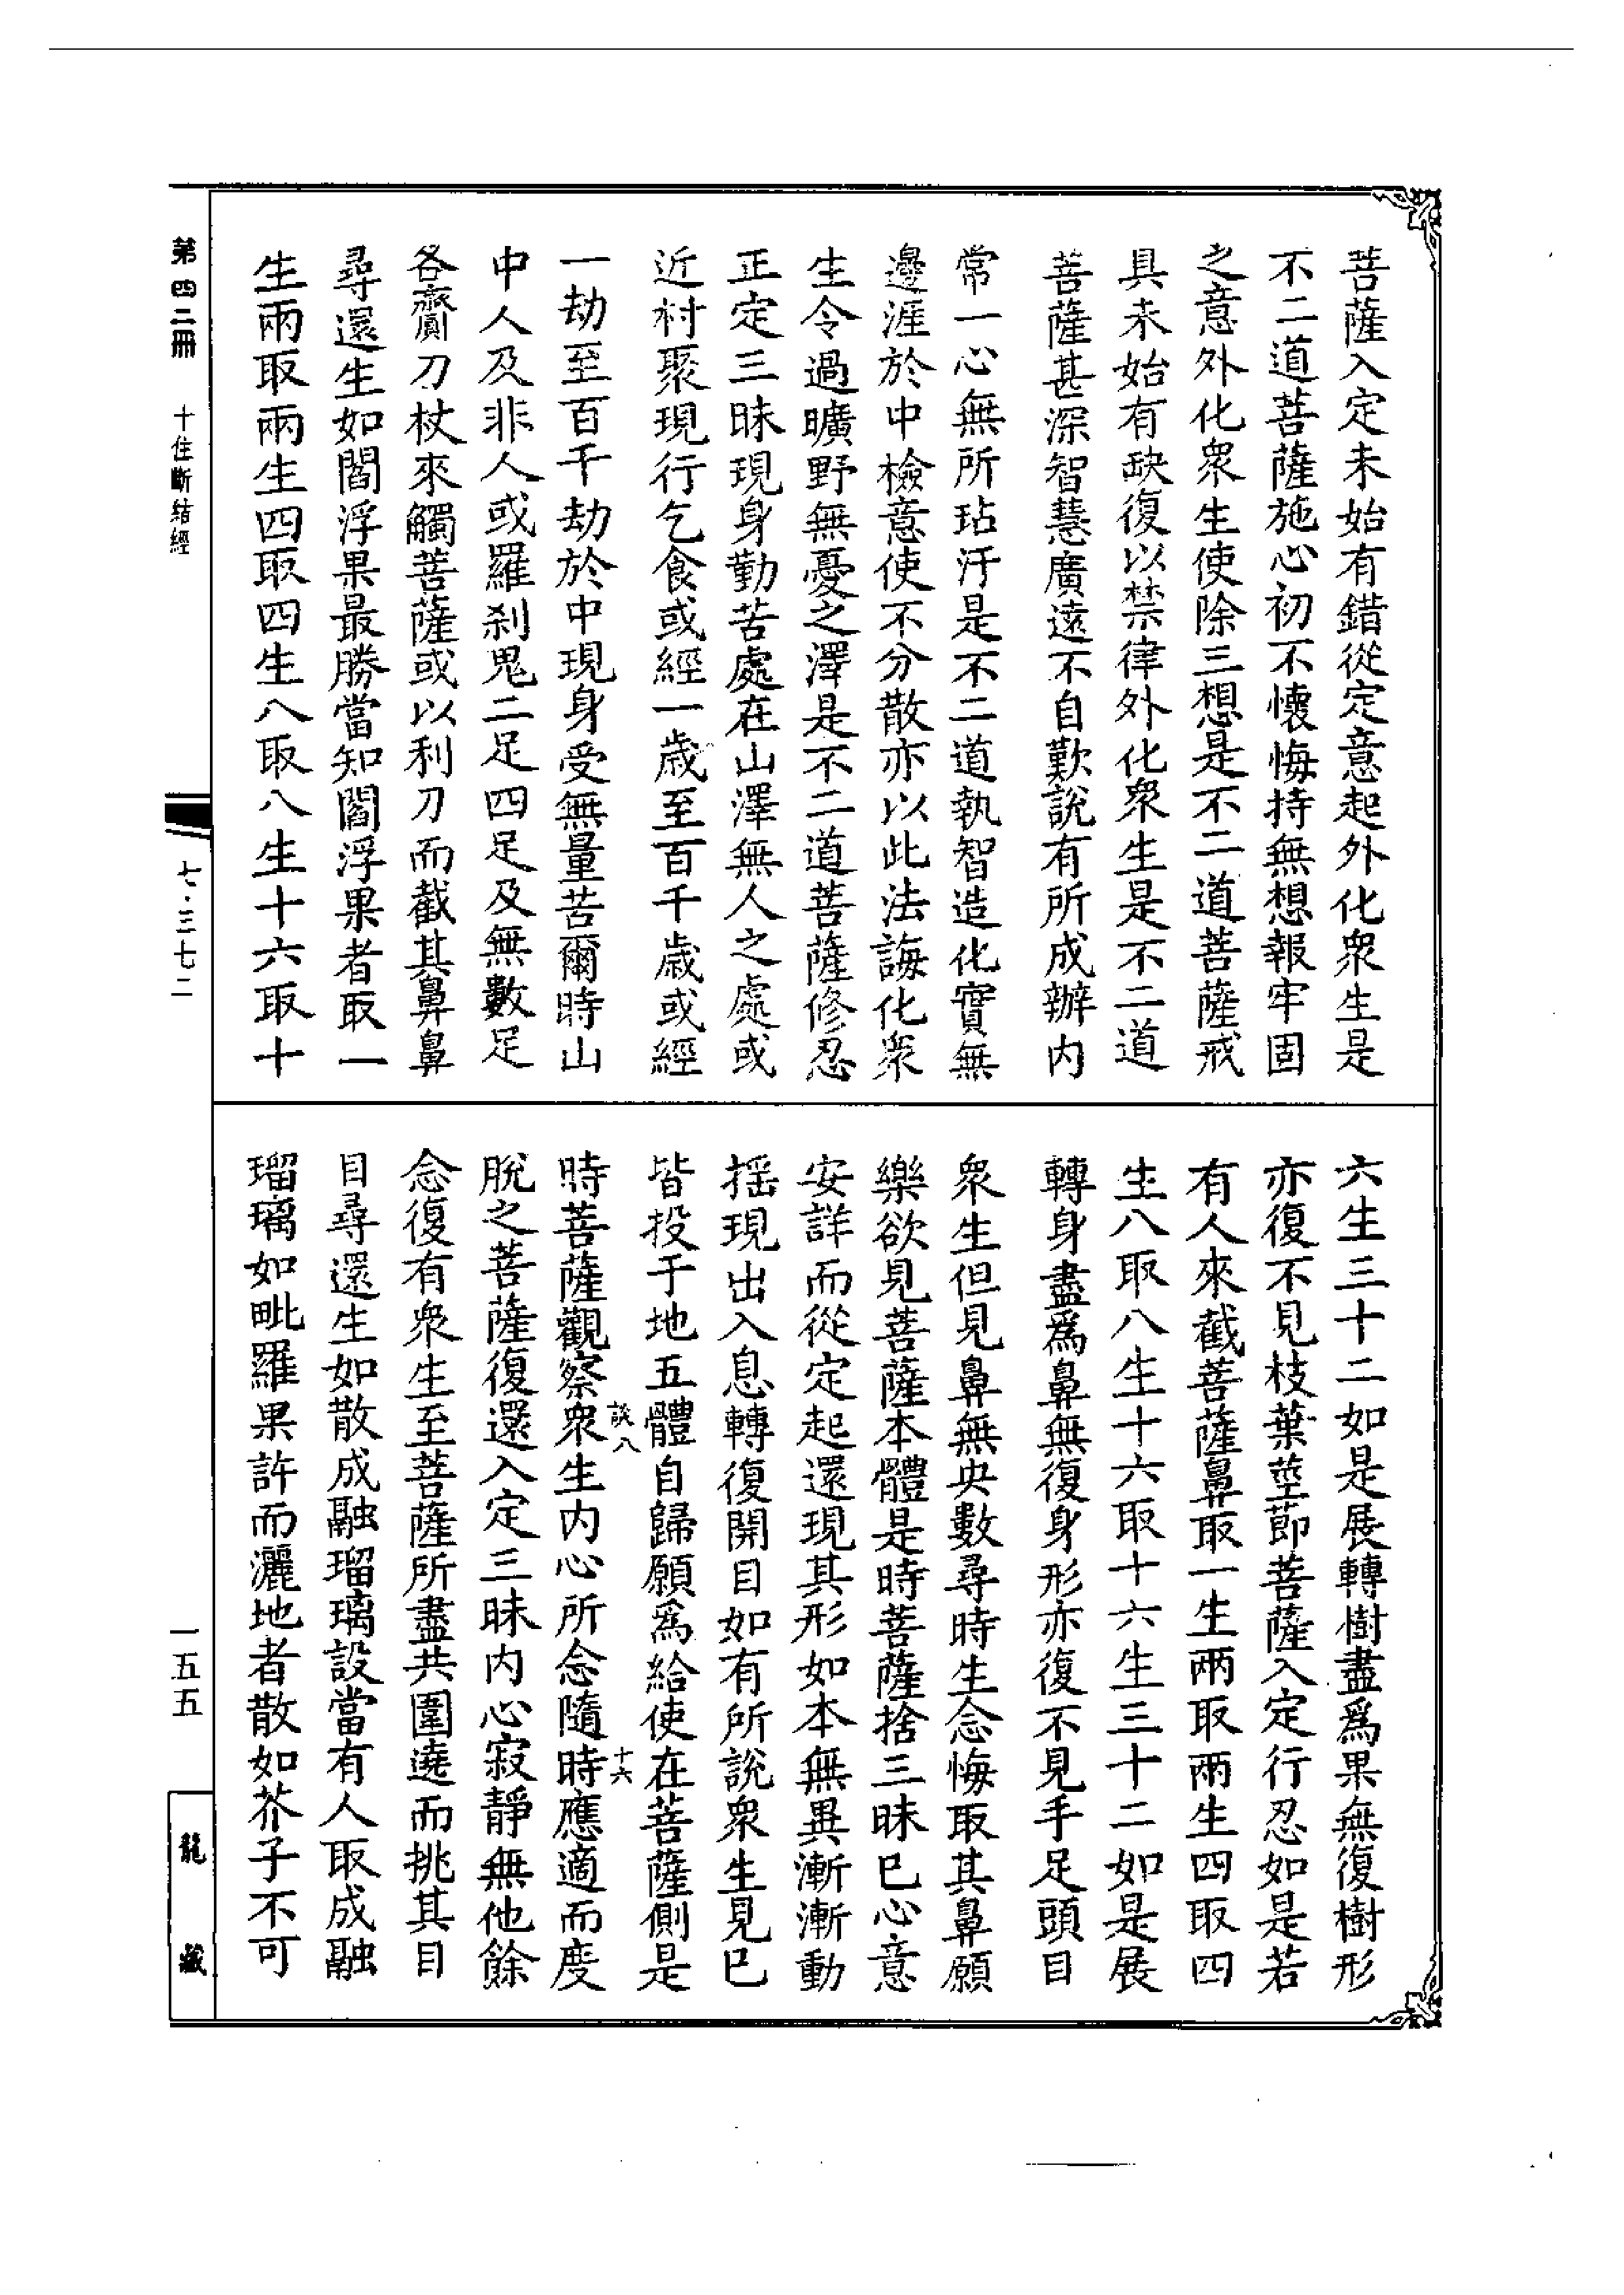 菩薩入定未始有錯從定意起外化衆生是
不二道菩薩施心初不懷悔持無想報牢固
之意外化衆生使除三想是不二道菩薩戒
具未始有缺復以禁律外化衆生是不二道
菩薩甚深智慧廣遠不自歎說有所成辦内
常一心無所玷汙是不二道執智造化實無
邊涯於中檢意使不分散亦以此法誨化衆
生令過曠野無憂之澤是不二道菩薩修忍
正定三昧現身勤苦處在山澤無人之處或
近村聚現行乞食或經一歲至百千歲或經
一劫至百千劫於中現身受無量苦爾時山
中人及非人或羅刹鬼二足四足及無數足
各齎刀杖來觸菩薩或以利刀而截其鼻鼻
尋還生如閻浮果最勝當知閻浮果者取一
生兩取兩生四取四生八取八生十六取十
六生三十二如是展轉樹盡爲果無復樹形
亦復不見枝葉莖節菩薩入定行忍如是若
有人來截菩薩鼻取一生兩取兩生四取四
生八取八生十六取十六生三十二如是展
轉身盡爲鼻無復身形亦復不見手足頭目
衆生但見鼻無央數尋時生念悔取其鼻願
樂欲見菩薩本體是時菩薩捨三昧已心意
安詳而從定起還現其形如本無異漸漸動
揺現出入息轉復開目如有所說衆生見已
皆投于地五體自歸願爲給使在菩薩側是
談八
十六
時菩薩觀察衆生内心所念隨時應適而度
脫之菩薩復還入定三昧内心寂靜無他餘
念復有衆生至菩薩所盡共圍遶而挑其目
目尋還生如散成融瑠璃設當有人取成融
瑠璃如毗羅果許而灑地者散如芥子不可
第四二冊
十住斷結經
七·三七二
一五五
龍藏